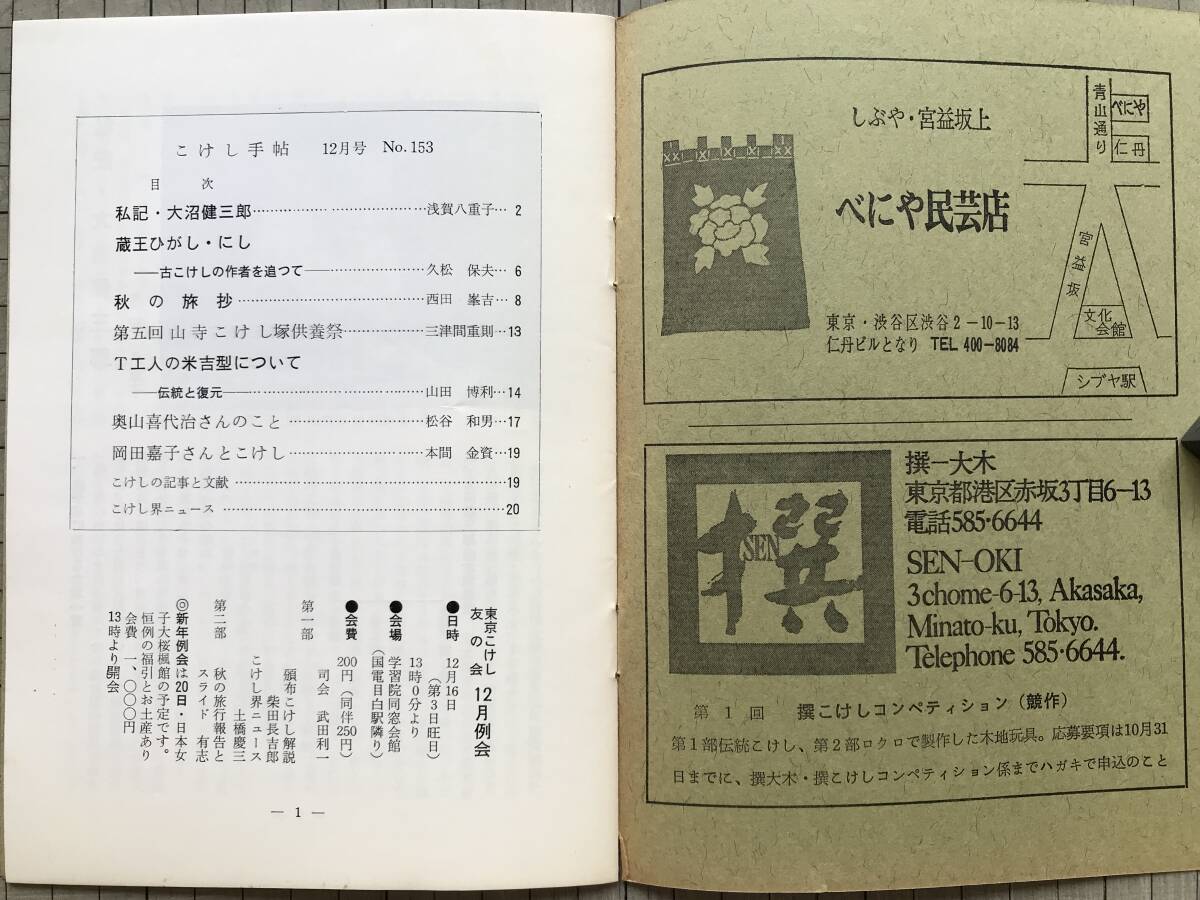 こけし手帖　12月号　No.153
目　次
私記・大沼健三郎…………………………………浅賀八重子…2
蔵王ひがし・にし
――古こけしの作者を追つて――…………………久松　保夫…6
秋の旅抄…………………………………西田　峯吉…8
第五回山寺こけし塚供養祭……………三津間重則…13
T工人の米吉型について
――伝統と復元――…………………………山田　博利…14
奥山喜代治さんのこと…………………………松谷　和男…17
岡田嘉子さんとこけし…………………………本間　金資…19
こけしの記事と文献………………………………………19
こけし界ニュース…………………………………………20
東京こけし
友の会　12月例会
●日時　12月16日
（第3日曜日）
13時0分より
●会場　学習院同窓会館
（国電目白駅隣り）
●会費　200円（同伴250円）
司会　武田利一
第一部　頒布こけし解説
柴田長吉郎
こけし界ニュース
土橋慶三
第二部　秋の旅行報告と
スライド　有志
◎新年例会は20日・日本女
子大桜楓館の予定です。
恒例の福引とお土産あり
会費　一、〇〇〇円
13時より開会
― 1 ―
しぶや・宮益坂上
べにや民芸店
東京・渋谷区渋谷2－10－13
仁丹ビルとなり　TEL 400－8084
青山通り
べにや
仁丹
宮益坂
文化
会館
シブヤ駅
撰
SEN
撰一大木
東京都港区赤坂3丁目6－13
電話585・6644
SEN-OKI
3chome-6-13, Akasaka,
Minato-ku, Tokyo.
Telephone 585・6644.
第1回　撰こけしコンペティション（競作）
第1部伝統こけし、第2部ロクロで製作した木地玩具。応募要項は10月31
日までに、撰大木・撰こけしコンペティション係までハガキで申込のこと